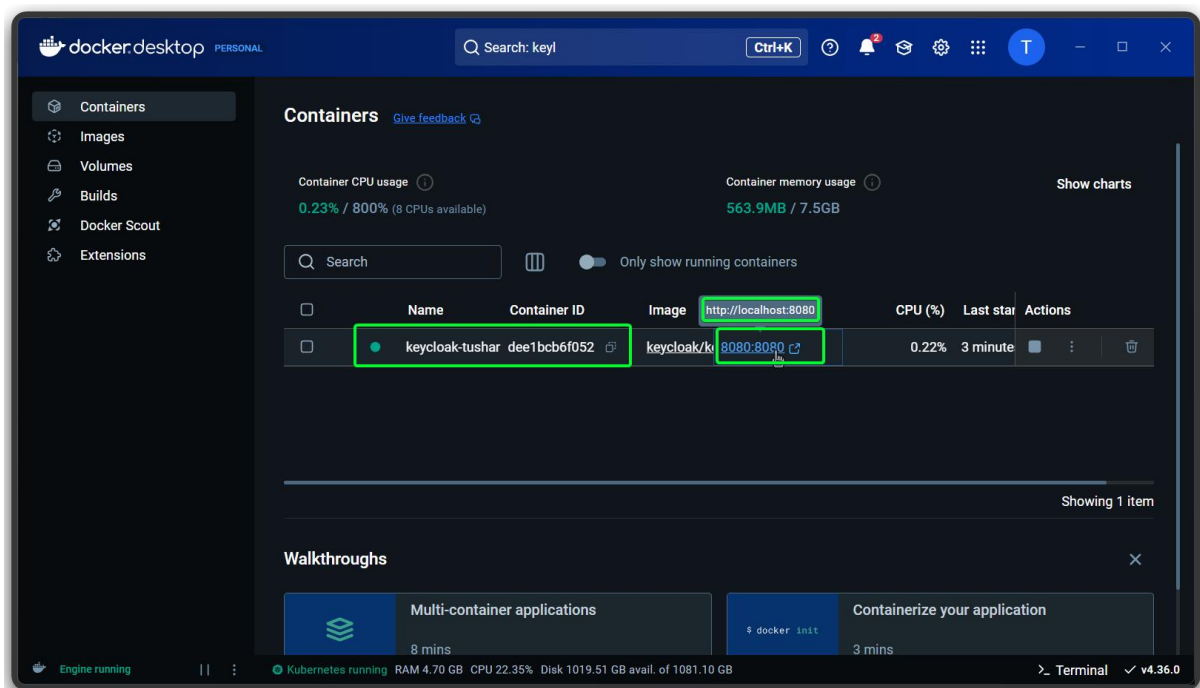 docker.desktop PERSONAL
Search: keyl
Ctrl+K
2
T
Containers
Images
Volumes
Builds
Docker Scout
Extensions
Containers Give feedback
Container CPU usage
0.23% / 800% (8 CPUs available)
Container memory usage
563.9MB / 7.5GB
Show charts
Search
Only show running containers
Name Container ID Image http://localhost:8080 CPU (%) Last star Actions
keycloak-tushar dee1bcb6f052 keycloak/k 8080:8080 0.22% 3 minute
Showing 1 item
Walkthroughs
Multi-container applications
8 mins
$ docker init
Containerize your application
3 mins
Engine running
Kubernetes running RAM 4.70 GB CPU 22.35% Disk 1019.51 GB avail. of 1081.10 GB
>_ Terminal
v4.36.0